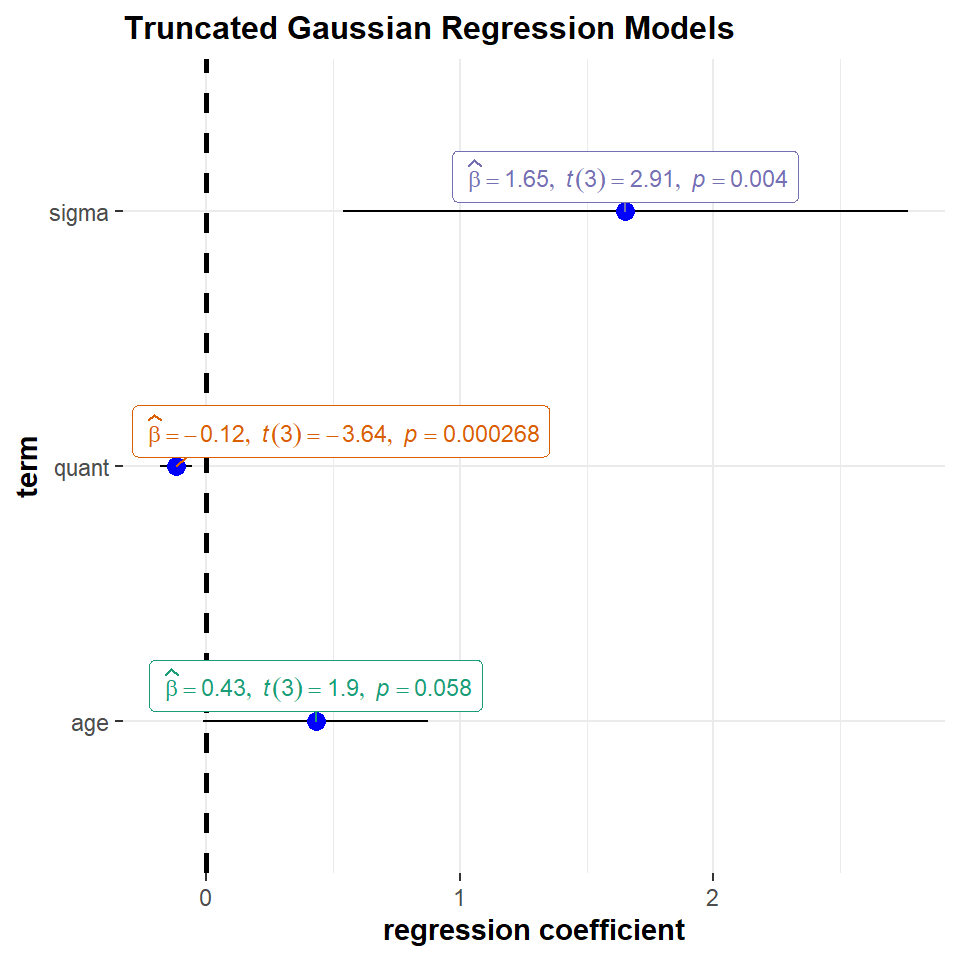 Truncated Gaussian Regression Models
term
sigma
β̂ = 1.65, t(3) = 2.91, p = 0.004
quant
β̂ = −0.12, t(3) = −3.64, p = 0.000268
age
β̂ = 0.43, t(3) = 1.9, p = 0.058
0 1 2
regression coefficient